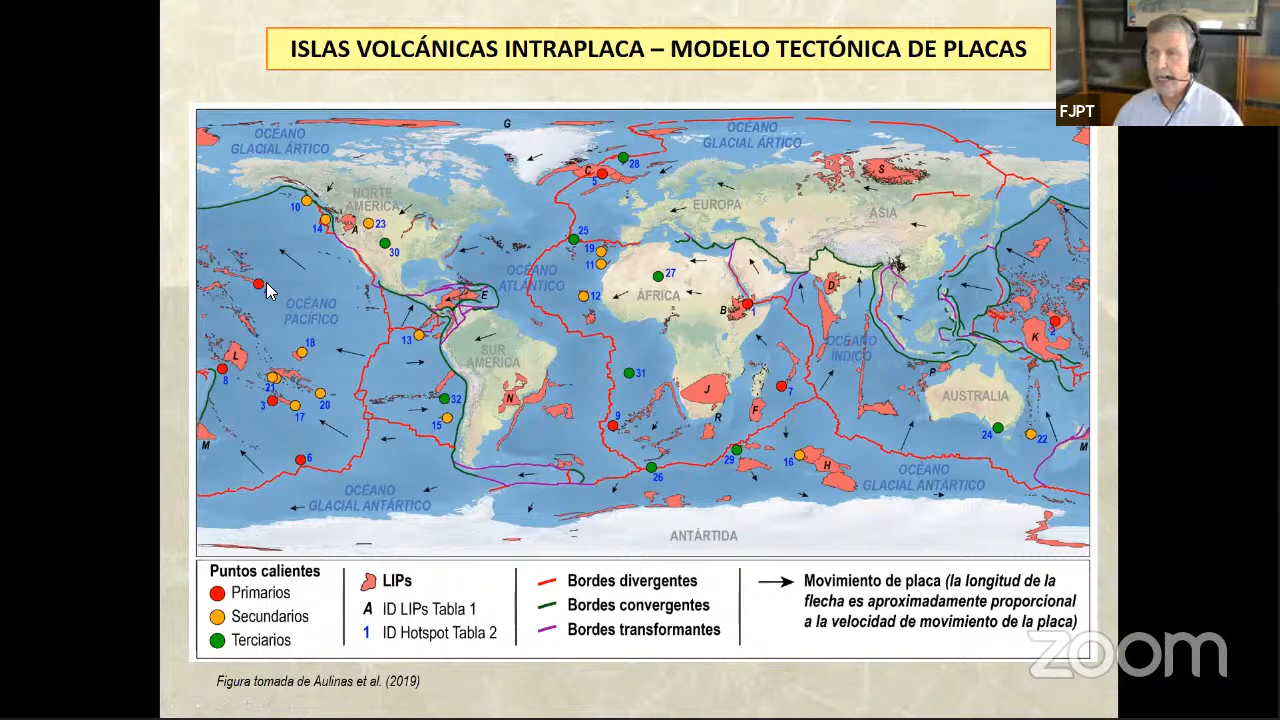 ISLAS VOLCÁNICAS INTRAPLACA – MODELO TECTÓNICA DE PLACAS
FJPT
G
OCÉANO
GLACIAL ÁRTICO
OCÉANO
GLACIAL ÁRTICO
28
C
5
S
NORTE
AMÉRICA
EUROPA
ASIA
10
14
A
23
30
25
19
11
27
OCÉANO
ATLÁNTICO
12
ÁFRICA
B
1
D
E
OCÉANO
PACÍFICO
13
2
K
OCÉANO
ÍNDICO
18
L
8
21
3
17
20
SUR
AMÉRICA
31
32
15
N
J
7
F
R
9
P
AUSTRALIA
24
22
M
M
6
29
16
H
26
OCÉANO
GLACIAL ANTÁRTICO
OCÉANO
GLACIAL ANTÁRTICO
ANTÁRTIDA
Puntos calientes
Primarios
Secundarios
Terciarios
LIPs
A ID LIPs Tabla 1
1 ID Hotspot Tabla 2
Bordes divergentes
Bordes convergentes
Bordes transformantes
Movimiento de placa (la longitud de la
flecha es aproximadamente proporcional
a la velocidad de movimiento de la placa)
zoom
Figura tomada de Aulinas et al. (2019)